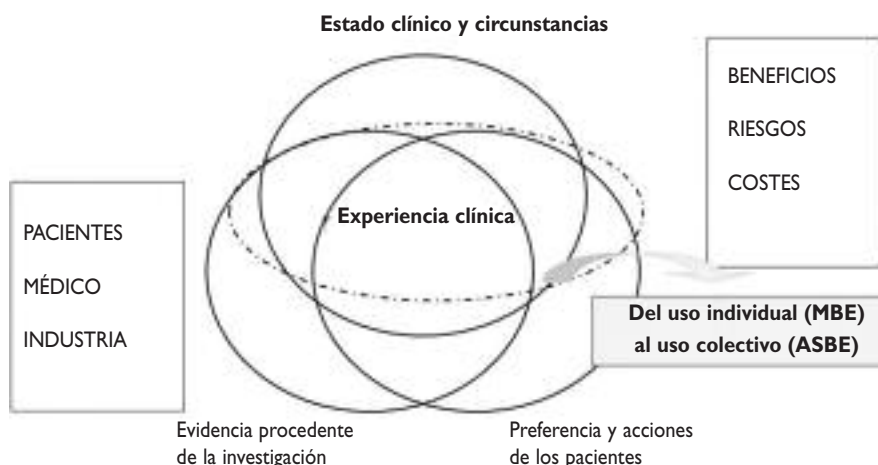 Estado clínico y circunstancias
BENEFICIOS
RIESGOS
COSTES
Experiencia clínica
PACIENTES
MÉDICO
INDUSTRIA
Del uso individual (MBE)
al uso colectivo (ASBE)
Evidencia procedente
de la investigación
Preferencia y acciones
de los pacientes